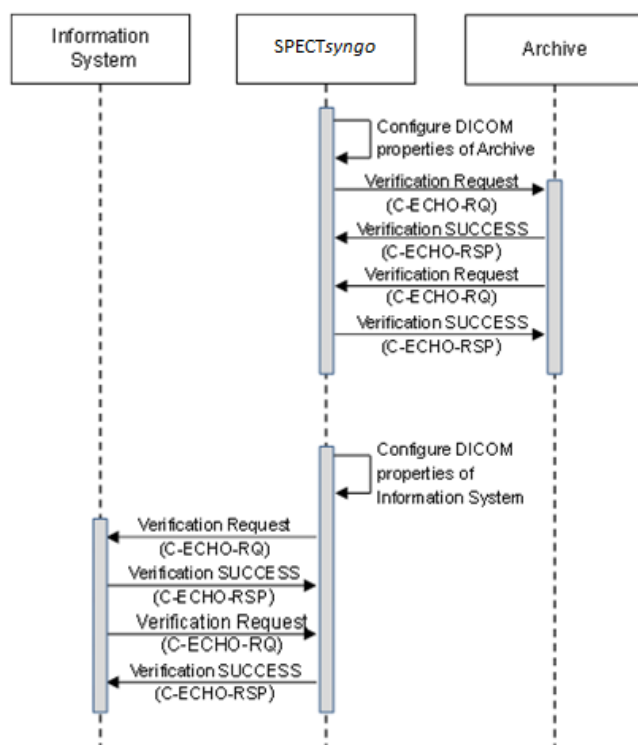 Information
System
SPECTsyngo
Archive
Configure DICOM
properties of Archive
Verification Request
(C-ECHO-RQ)
Verification SUCCESS
(C-ECHO-RSP)
Verification Request
(C-ECHO-RQ)
Verification SUCCESS
(C-ECHO-RSP)
Configure DICOM
properties of
Information System
Verification Request
(C-ECHO-RQ)
Verification SUCCESS
(C-ECHO-RSP)
Verification Request
(C-ECHO-RQ)
Verification SUCCESS
(C-ECHO-RSP)